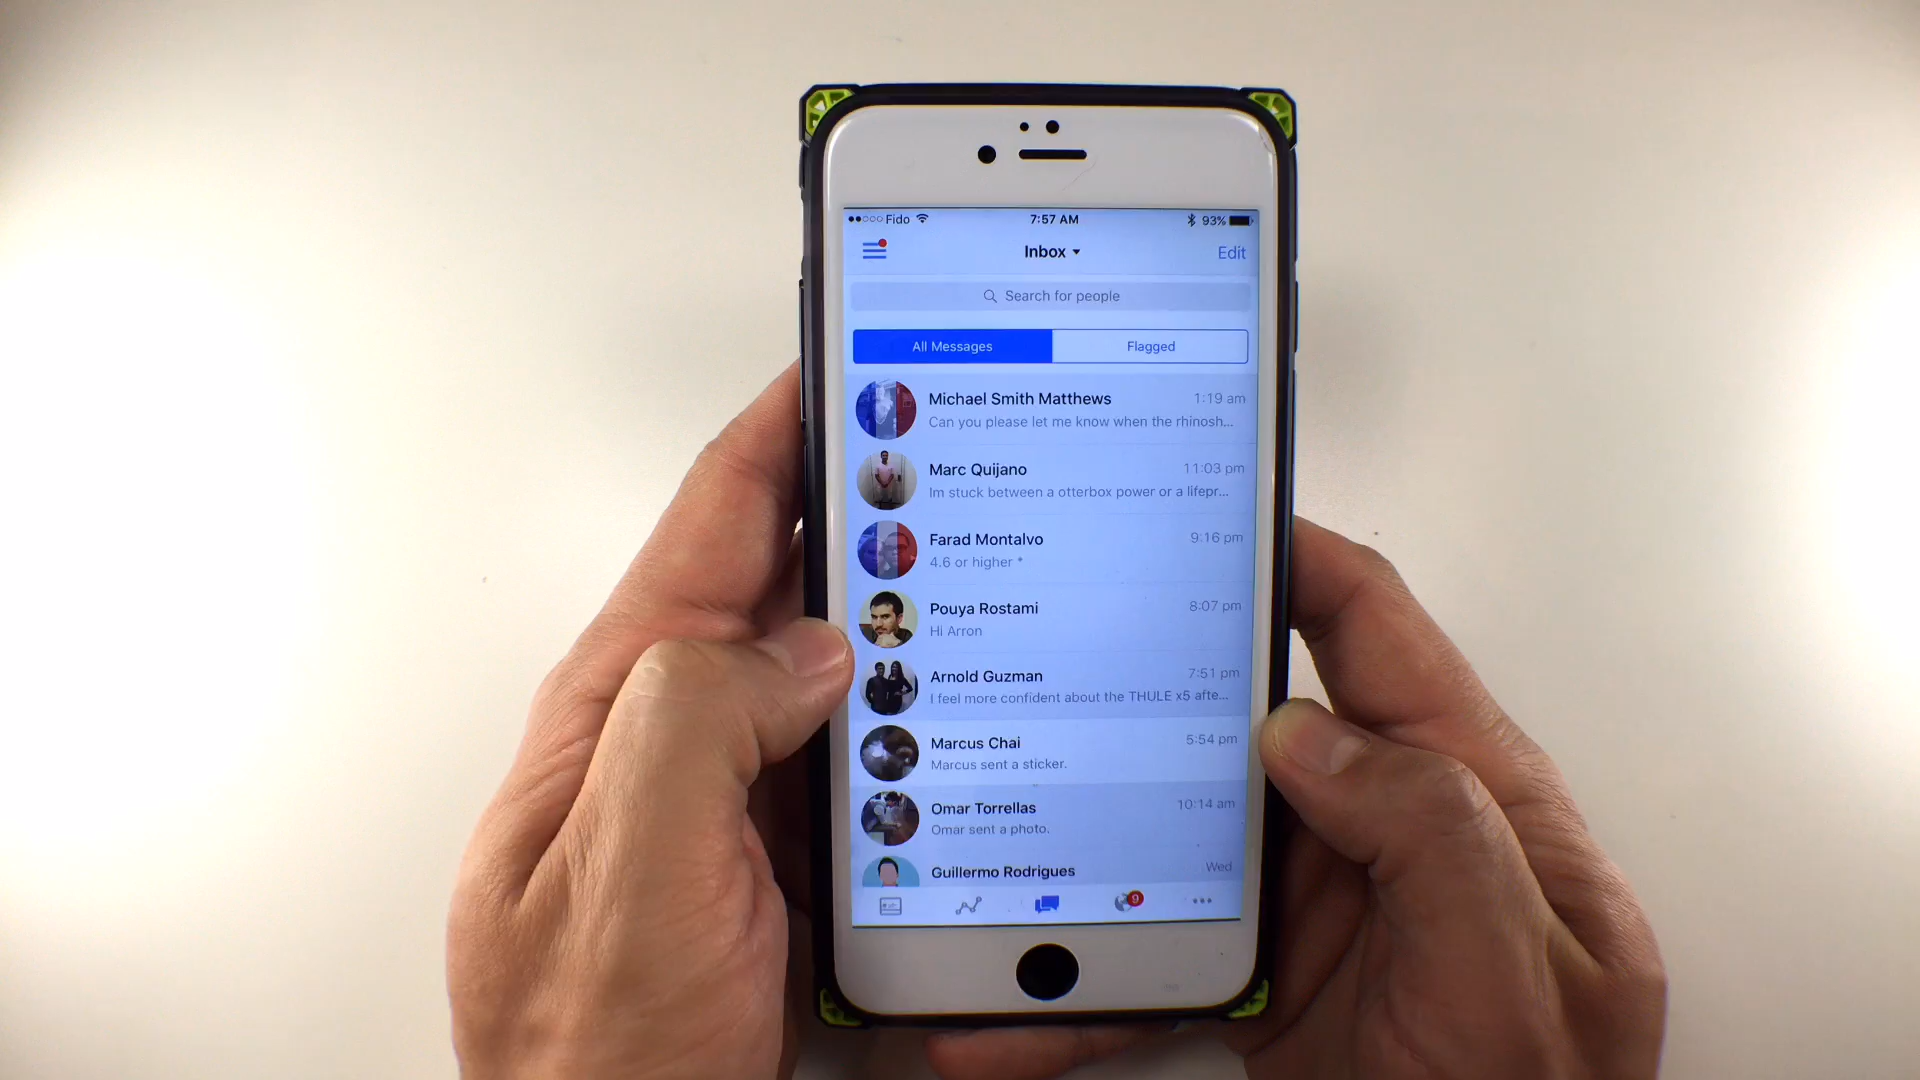 Fido 7:57 AM 93%
Inbox Edit
Search for people
All Messages Flagged
Michael Smith Matthews 1:19 am
Can you please let me know when the rhinosh...
Marc Quijano 11:03 pm
Im stuck between a otterbox power or a lifepr...
Farad Montalvo 9:16 pm
4.6 or higher *
Pouya Rostami 8:07 pm
Hi Arron
Arnold Guzman 7:51 pm
I feel more confident about the THULE x5 afte...
Marcus Chai 5:54 pm
Marcus sent a sticker.
Omar Torrellas 10:14 am
Omar sent a photo.
Guillermo Rodrigues Wed
9